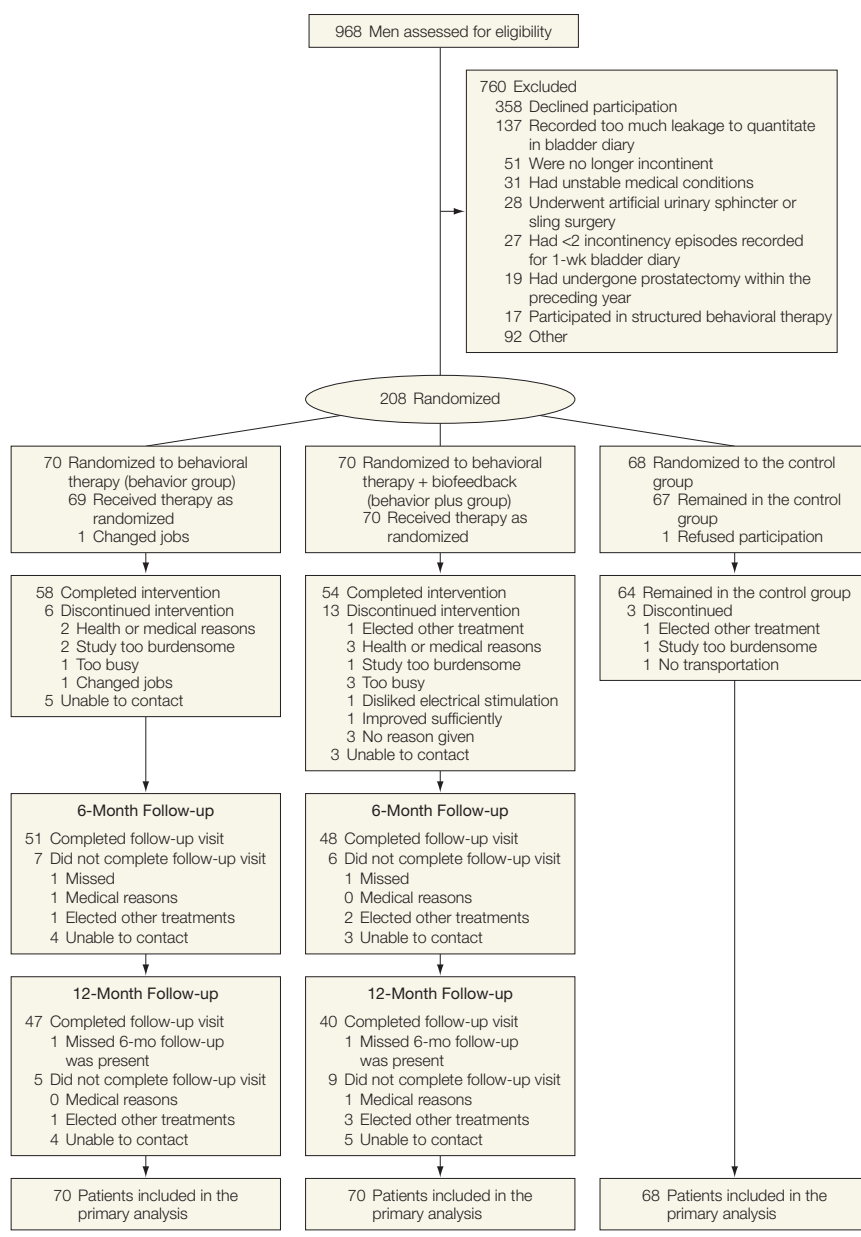 968 Men assessed for eligibility
760 Excluded
358 Declined participation
137 Recorded too much leakage to quantitate
in bladder diary
51 Were no longer incontinent
31 Had unstable medical conditions
28 Underwent artificial urinary sphincter or
sling surgery
27 Had <2 incontinency episodes recorded
for 1-wk bladder diary
19 Had undergone prostatectomy within the
preceding year
17 Participated in structured behavioral therapy
92 Other
208 Randomized
70 Randomized to behavioral
therapy (behavior group)
69 Received therapy as
randomized
1 Changed jobs
70 Randomized to behavioral
therapy + biofeedback
(behavior plus group)
70 Received therapy as
randomized
68 Randomized to the control
group
67 Remained in the control
group
1 Refused participation
58 Completed intervention
6 Discontinued intervention
2 Health or medical reasons
2 Study too burdensome
1 Too busy
1 Changed jobs
5 Unable to contact
54 Completed intervention
13 Discontinued intervention
1 Elected other treatment
3 Health or medical reasons
1 Study too burdensome
3 Too busy
1 Disliked electrical stimulation
1 Improved sufficiently
3 No reason given
3 Unable to contact
64 Remained in the control group
3 Discontinued
1 Elected other treatment
1 Study too burdensome
1 No transportation
6-Month Follow-up
51 Completed follow-up visit
7 Did not complete follow-up visit
1 Missed
1 Medical reasons
1 Elected other treatments
4 Unable to contact
6-Month Follow-up
48 Completed follow-up visit
6 Did not complete follow-up visit
1 Missed
0 Medical reasons
2 Elected other treatments
3 Unable to contact
12-Month Follow-up
47 Completed follow-up visit
1 Missed 6-mo follow-up
was present
5 Did not complete follow-up visit
0 Medical reasons
1 Elected other treatments
4 Unable to contact
12-Month Follow-up
40 Completed follow-up visit
1 Missed 6-mo follow-up
was present
9 Did not complete follow-up visit
1 Medical reasons
3 Elected other treatments
5 Unable to contact
70 Patients included in the
primary analysis
70 Patients included in the
primary analysis
68 Patients included in the
primary analysis